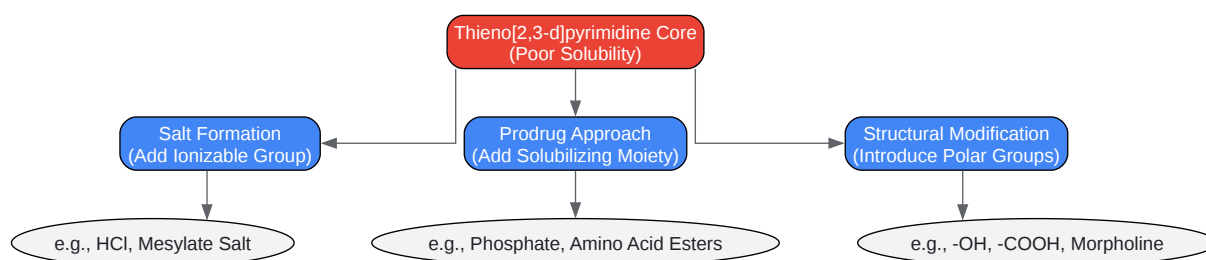 Thieno[2,3-d]pyrimidine Core
(Poor Solubility)
Salt Formation
(Add Ionizable Group)
Prodrug Approach
(Add Solubilizing Moiety)
Structural Modification
(Introduce Polar Groups)
e.g., HCl, Mesylate Salt
e.g., Phosphate, Amino Acid Esters
e.g., -OH, -COOH, Morpholine